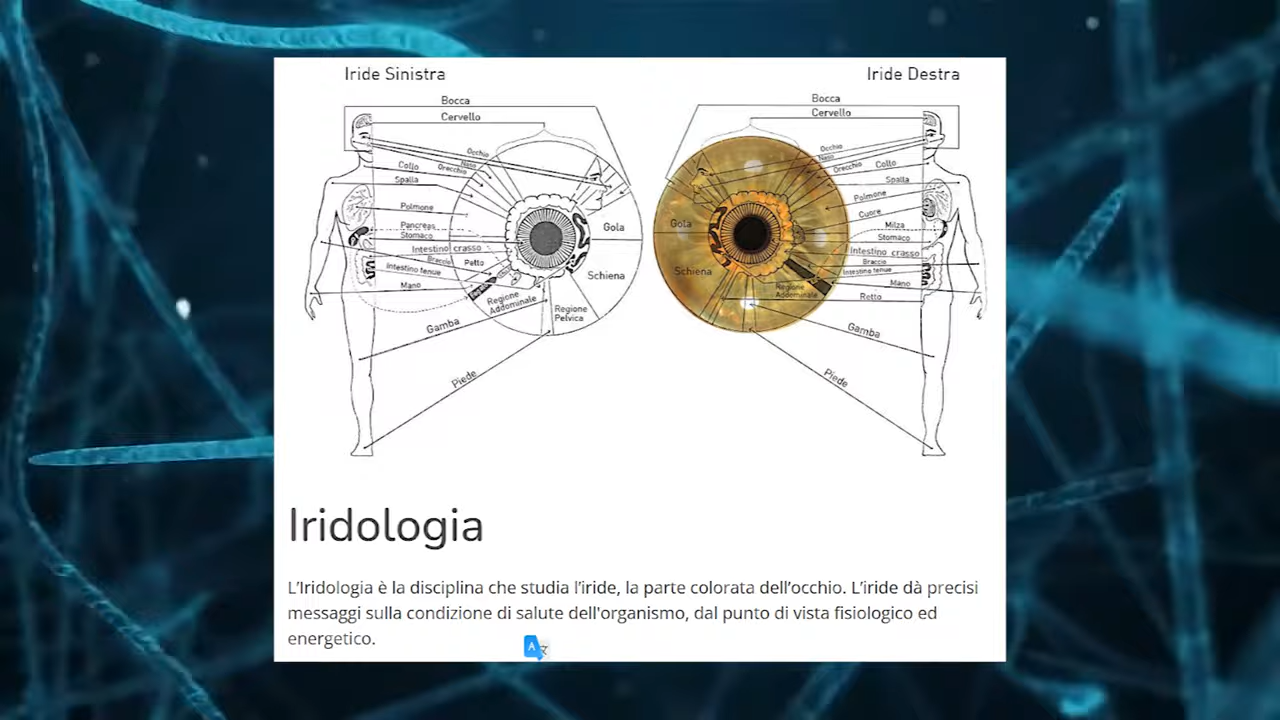 Iride Sinistra
Iride Destra
Bocca
Cervello
Occhio
Naso
Orecchio
Collo
Spalla
Polmone
Pancreas
Stomaco
Intestino crasso
Braccio
Petto
Intestino tenue
Mano
Regione
Addominale
Regione
Pelvica
Gola
Schiena
Gamba
Piede
Bocca
Cervello
Occhio
Naso
Orecchio
Collo
Spalla
Polmone
Cuore
Milza
Stomaco
Intestino crasso
Braccio
Intestino tenue
Mano
Retto
Regione
Addominale
Gola
Schiena
Gamba
Piede
Iridologia
L'Iridologia è la disciplina che studia l'iride, la parte colorata dell'occhio. L'iride dà precisi
messaggi sulla condizione di salute dell'organismo, dal punto di vista fisiologico ed
energetico.
A